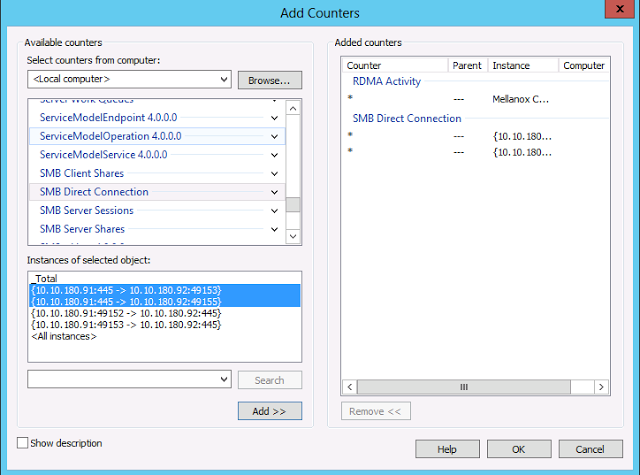 Add Counters
x
Available counters
Select counters from computer:
<Local computer>
Browse...
Server Work Queues
ServiceModelEndpoint 4.0.0.0
ServiceModelOperation 4.0.0.0
ServiceModelService 4.0.0.0
SMB Client Shares
SMB Direct Connection
SMB Server Sessions
SMB Server Shares
Instances of selected object:
_Total
{10.10.180.91:445 -> 10.10.180.92:49153}
{10.10.180.91:445 -> 10.10.180.92:49155}
{10.10.180.91:49152 -> 10.10.180.92:445}
{10.10.180.91:49153 -> 10.10.180.92:445}
<All instances>
Search
Add >>
Show description
Added counters
Counter Parent Instance Computer
RDMA Activity
* --- Mellanox C...
SMB Direct Connection
* --- {10.10.180...
* --- {10.10.180...
Remove <<
Help
OK
Cancel